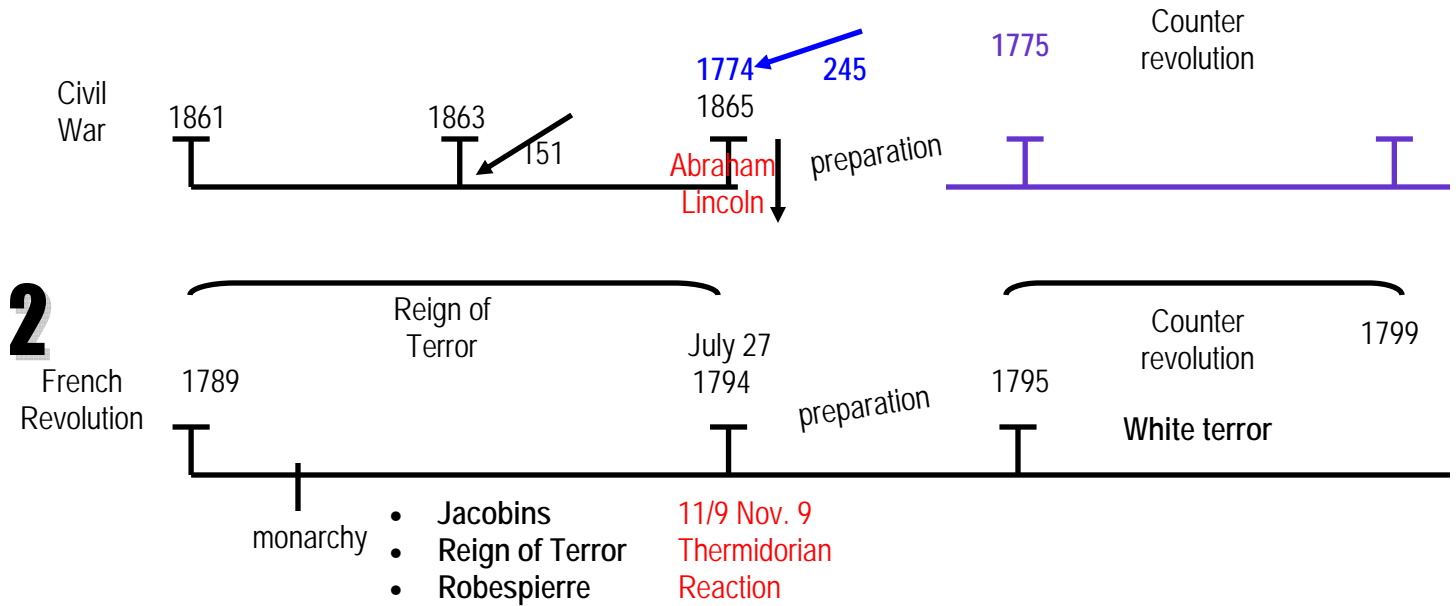 Counter
revolution
1775
1774
245
Civil
War
1861
1863
1865
151
preparation
Abraham
Lincoln
2
Reign of
Terror
Counter
revolution
1799
July 27
1794
French
Revolution
1789
1795
preparation
White terror
monarchy
• Jacobins
11/9 Nov. 9
• Reign of Terror
Thermidorian
• Robespierre
Reaction